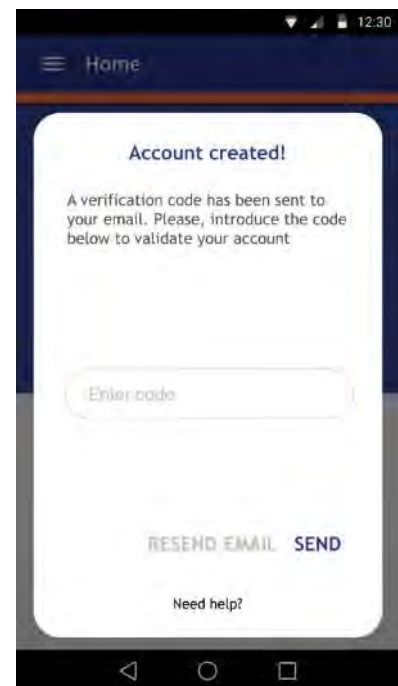 12:30
Home
Account created!
A verification code has been sent to
your email. Please, introduce the code
below to validate your account
Enter code
RESEND EMAIL SEND
Need help?